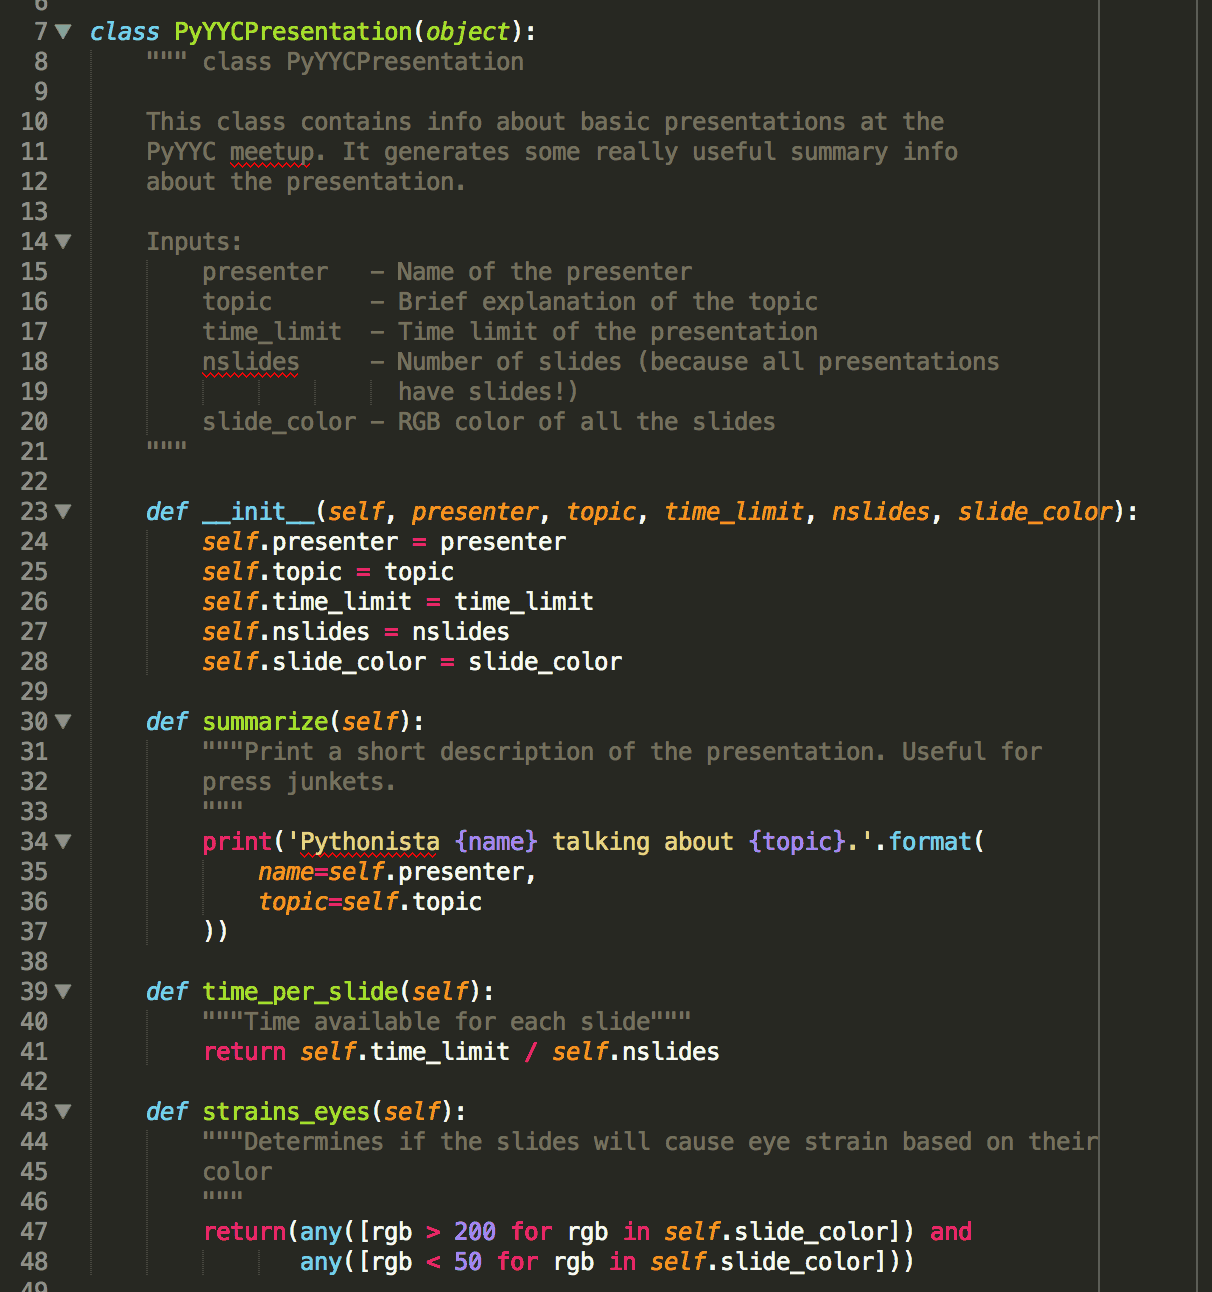 6
7 class PyYYCPresentation(object):
8     """ class PyYYCPresentation
9
10     This class contains info about basic presentations at the
11     PyYYC meetup. It generates some really useful summary info
12     about the presentation.
13
14     Inputs:
15         presenter   - Name of the presenter
16         topic       - Brief explanation of the topic
17         time_limit  - Time limit of the presentation
18         nslides     - Number of slides (because all presentations
19                       have slides!)
20         slide_color - RGB color of all the slides
21     """
22
23     def __init__(self, presenter, topic, time_limit, nslides, slide_color):
24         self.presenter = presenter
25         self.topic = topic
26         self.time_limit = time_limit
27         self.nslides = nslides
28         self.slide_color = slide_color
29
30     def summarize(self):
31         """Print a short description of the presentation. Useful for
32         press junkets.
33         """
34         print('Pythonista {name} talking about {topic}.'.format(
35             name=self.presenter,
36             topic=self.topic
37         ))
38
39     def time_per_slide(self):
40         """Time available for each slide"""
41         return self.time_limit / self.nslides
42
43     def strains_eyes(self):
44         """Determines if the slides will cause eye strain based on their
45         color
46         """
47         return(any([rgb > 200 for rgb in self.slide_color]) and
48                any([rgb < 50 for rgb in self.slide_color]))
49